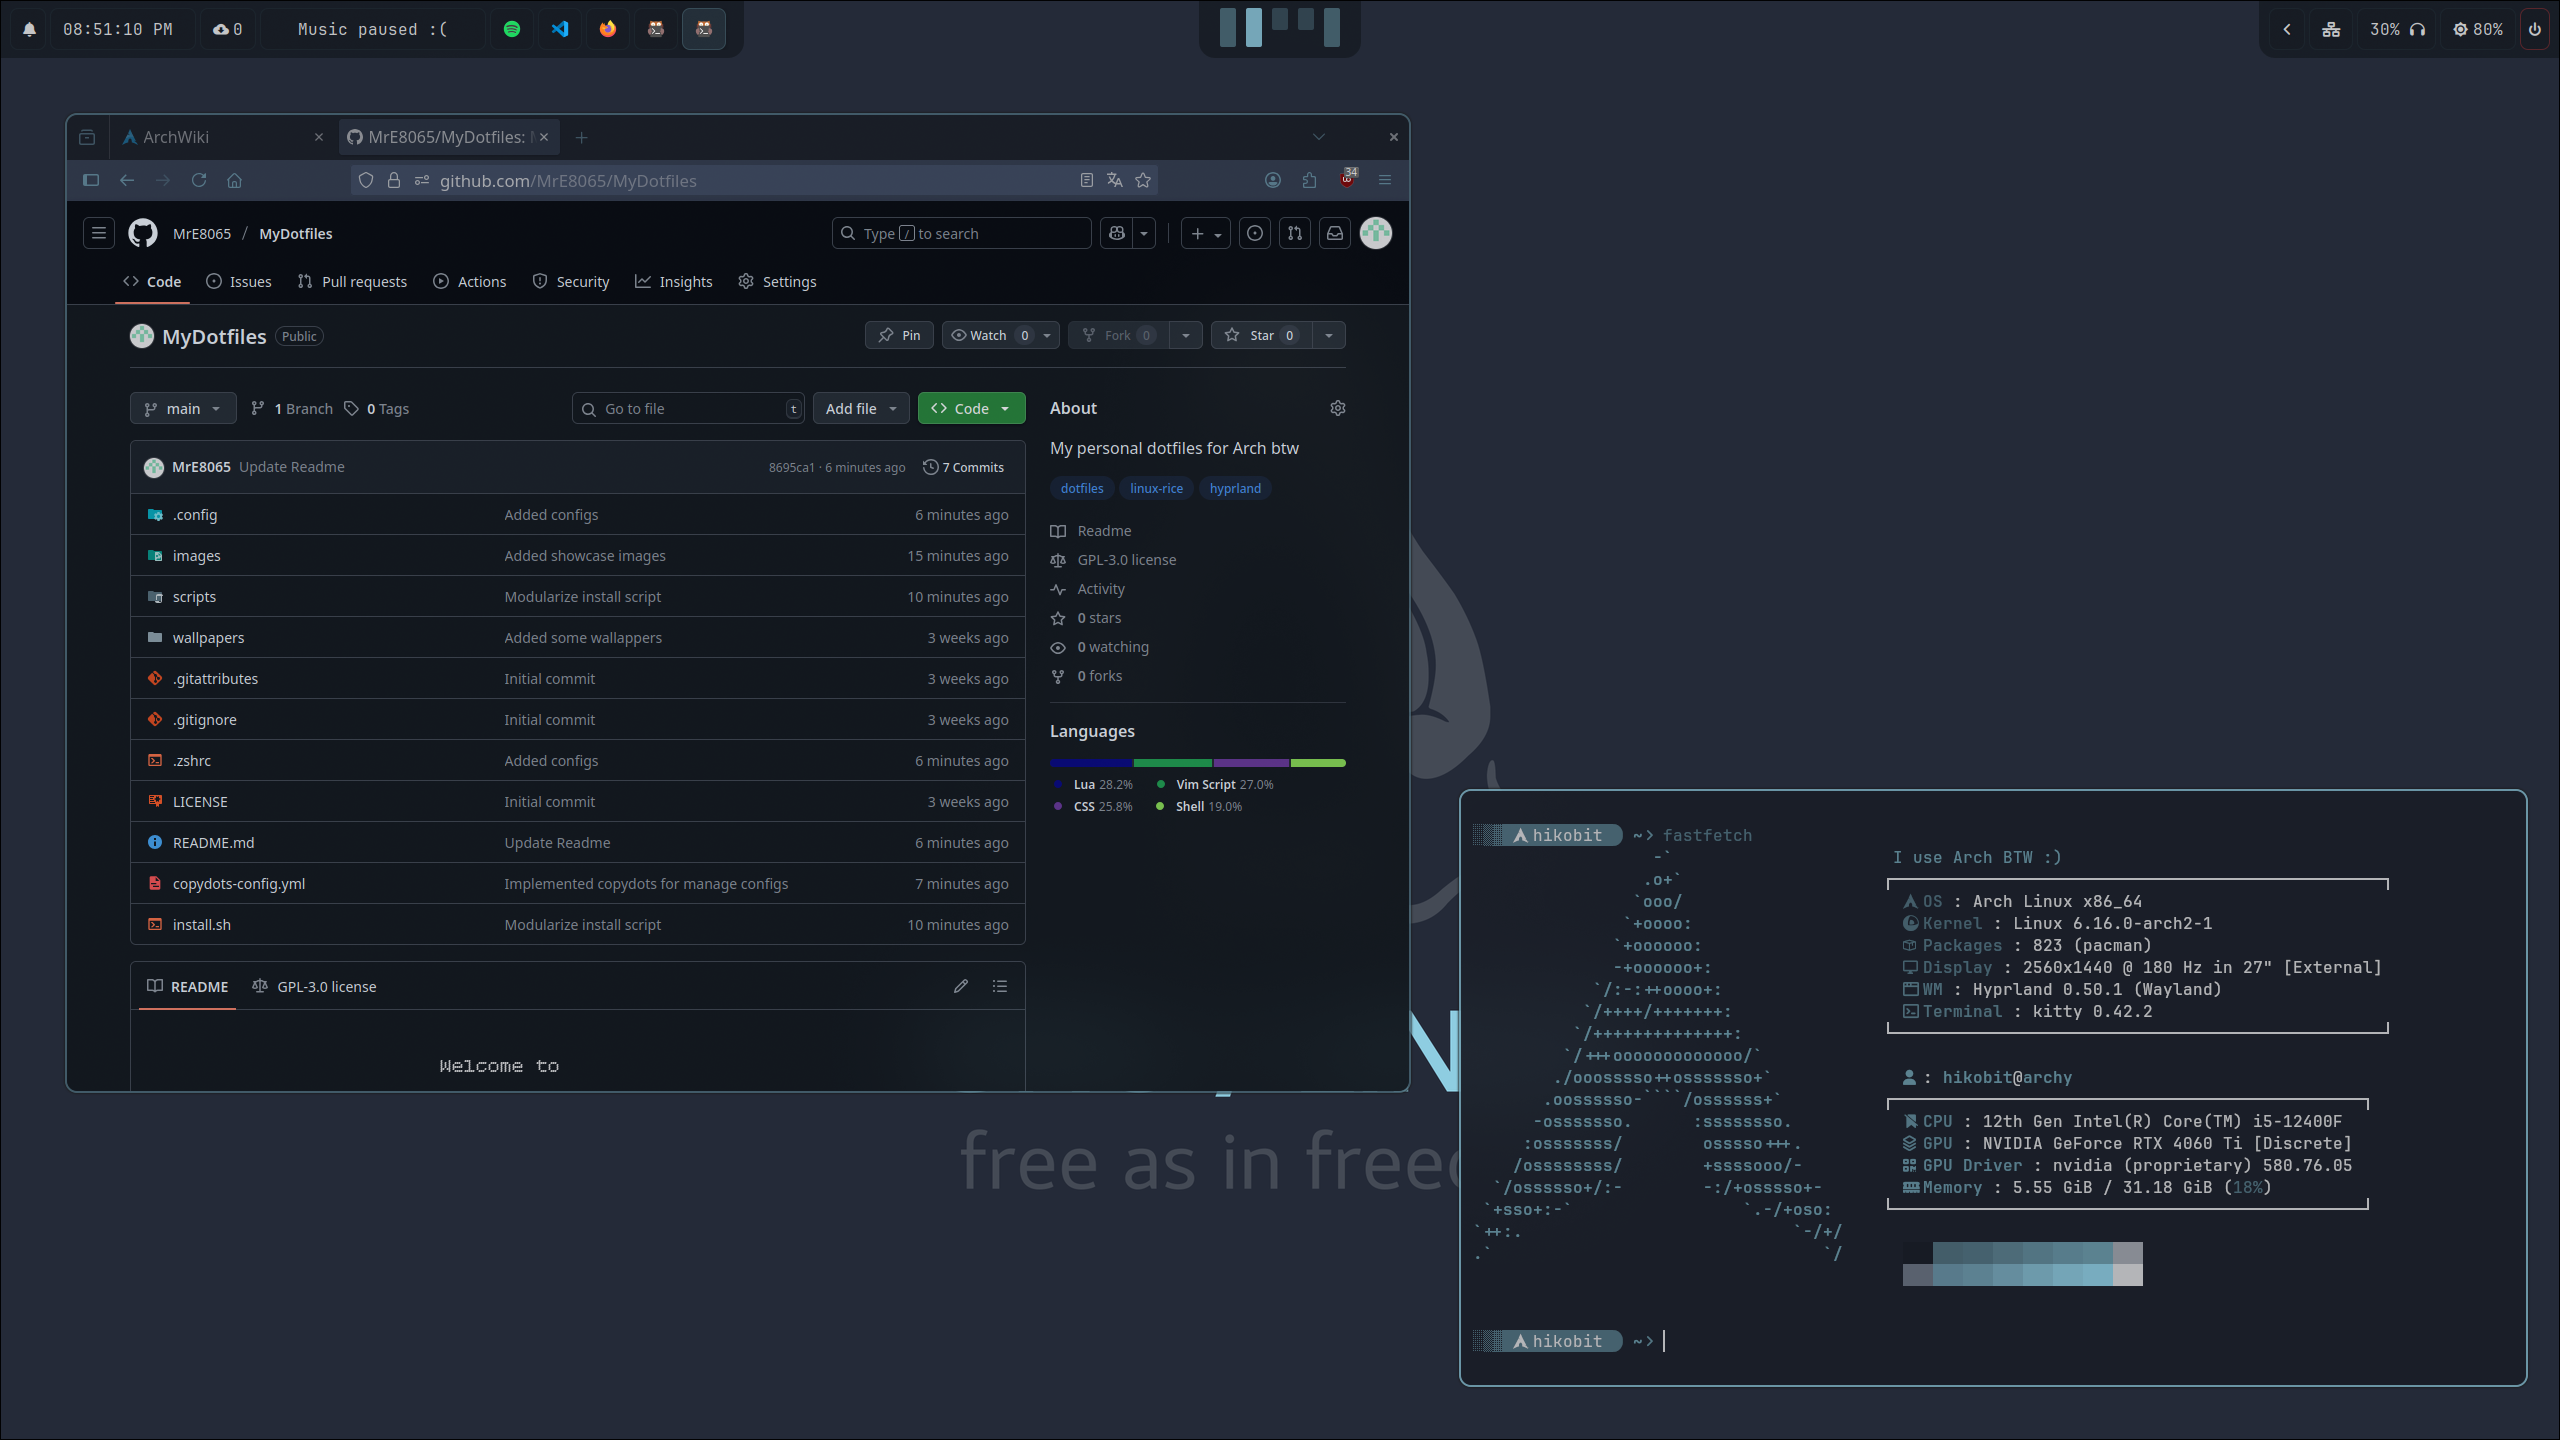 08:51:10 PM
0
Music paused :(
30%
80%
ArchWiki
MrE8065/MyDotfiles:
github.com/MrE8065/MyDotfiles
34
MrE8065 / MyDotfiles
Type / to search
Code
Issues
Pull requests
Actions
Security
Insights
Settings
MyDotfiles
Public
Pin
Watch 0
Fork 0
Star 0
main
1 Branch
0 Tags
Go to file
t
Add file
Code
MrE8065 Update Readme
8695ca1 · 6 minutes ago
7 Commits
.config Added configs 6 minutes ago
images Added showcase images 15 minutes ago
scripts Modularize install script 10 minutes ago
wallpapers Added some wallappers 3 weeks ago
.gitattributes Initial commit 3 weeks ago
.gitignore Initial commit 3 weeks ago
.zshrc Added configs 6 minutes ago
LICENSE Initial commit 3 weeks ago
README.md Update Readme 6 minutes ago
copydots-config.yml Implemented copydots for manage configs 7 minutes ago
install.sh Modularize install script 10 minutes ago
README
GPL-3.0 license
Welcome to
About
My personal dotfiles for Arch btw
dotfiles linux-rice hyprland
Readme
GPL-3.0 license
Activity
0 stars
0 watching
0 forks
Languages
Lua 28.2% Vim Script 27.0%
CSS 25.8% Shell 19.0%
free as in
hikobit ~> fastfetch
I use Arch BTW :)
OS : Arch Linux x86_64
Kernel : Linux 6.16.0-arch2-1
Packages : 823 (pacman)
Display : 2560x1440 @ 180 Hz in 27" [External]
WM : Hyprland 0.50.1 (Wayland)
Terminal : kitty 0.42.2
: hikobit@archy
CPU : 12th Gen Intel(R) Core(TM) i5-12400F
GPU : NVIDIA GeForce RTX 4060 Ti [Discrete]
GPU Driver : nvidia (proprietary) 580.76.05
Memory : 5.55 GiB / 31.18 GiB (18%)
hikobit ~>